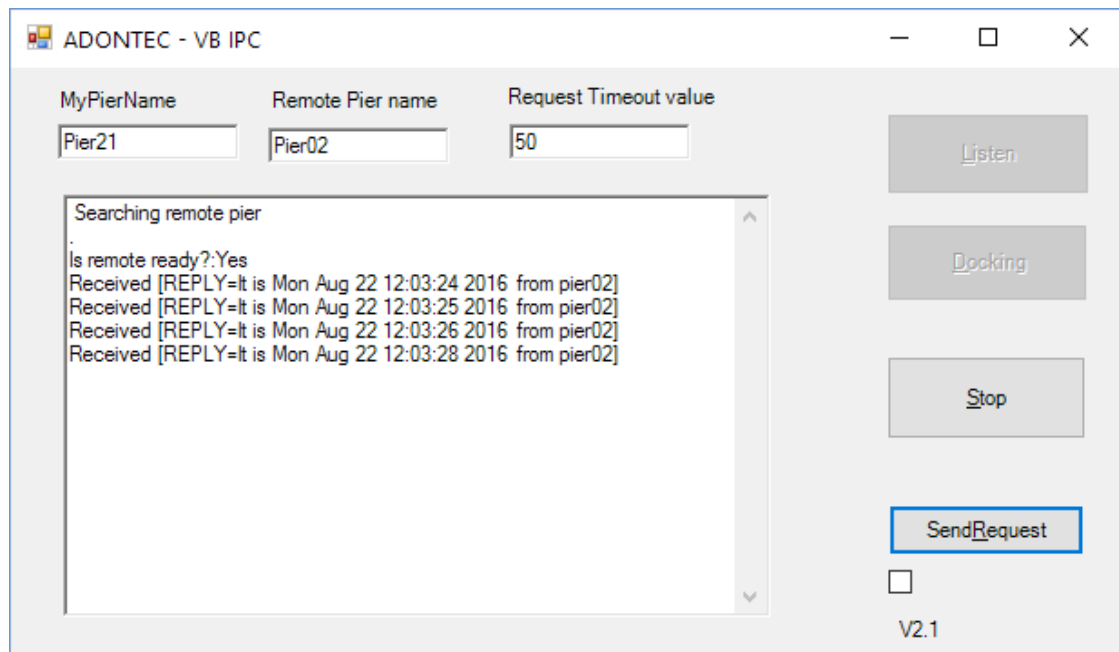 ADONTEC - VB IPC
MyPierName
Remote Pier name
Request Timeout value
Pier21
Pier02
50
Listen
Docking
Searching remote pier
.
Is remote ready?:Yes
Received [REPLY=It is Mon Aug 22 12:03:24 2016 from pier02]
Received [REPLY=It is Mon Aug 22 12:03:25 2016 from pier02]
Received [REPLY=It is Mon Aug 22 12:03:26 2016 from pier02]
Received [REPLY=It is Mon Aug 22 12:03:28 2016 from pier02]
Stop
SendRequest
V2.1